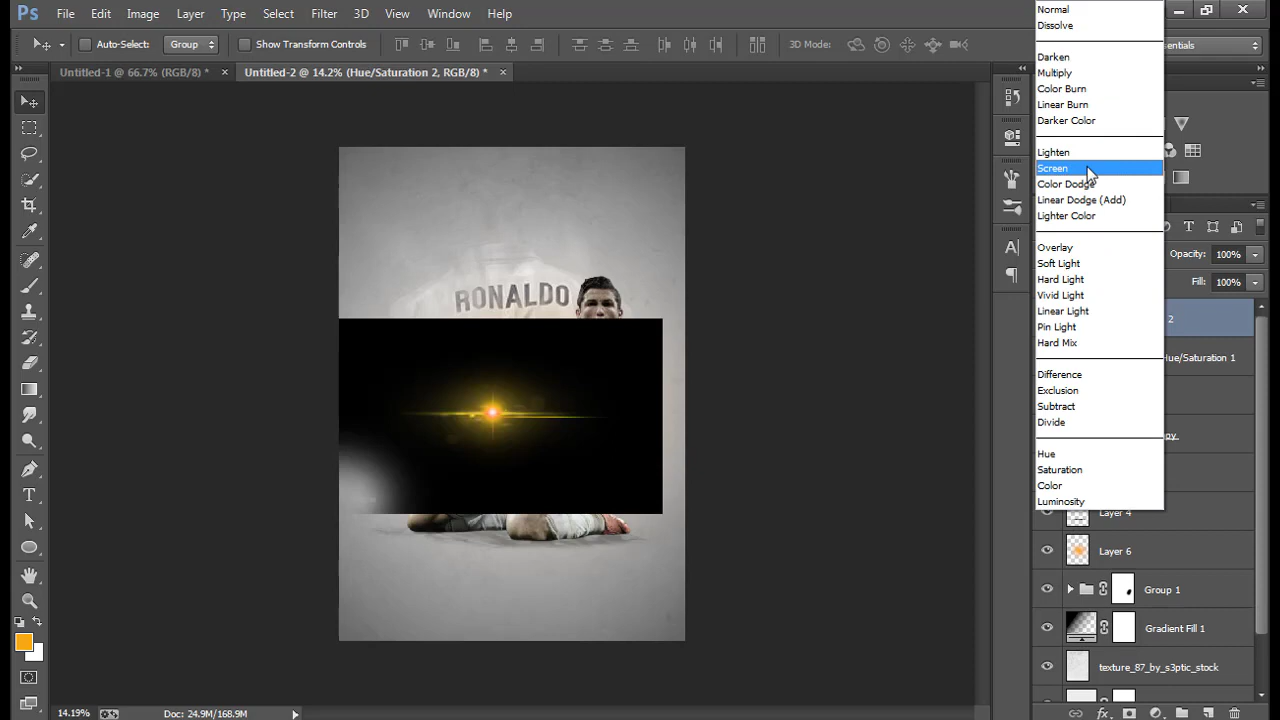 Ps File Edit Image Layer Type Select Filter 3D View Window Help
Auto-Select: Group Show Transform Controls 3D Mode: entials
Untitled-1 @ 66.7% (RGB/8) * × Untitled-2 @ 14.2% (Hue/Saturation 2, RGB/8) * ×
Normal
Dissolve
Darken
Multiply
Color Burn
Linear Burn
Darker Color
Lighten
Screen
Color Dodge
Linear Dodge (Add)
Lighter Color
Overlay
Soft Light
Hard Light
Vivid Light
Linear Light
Pin Light
Hard Mix
Difference
Exclusion
Subtract
Divide
Hue
Saturation
Color
Luminosity
Opacity: 100%
Fill: 100%
2
Hue/Saturation 1
py
Layer 4
Layer 6
Group 1
Gradient Fill 1
texture_87_by_s3ptic_stock
RONALDO
14.19% Doc: 24.9M/168.9M